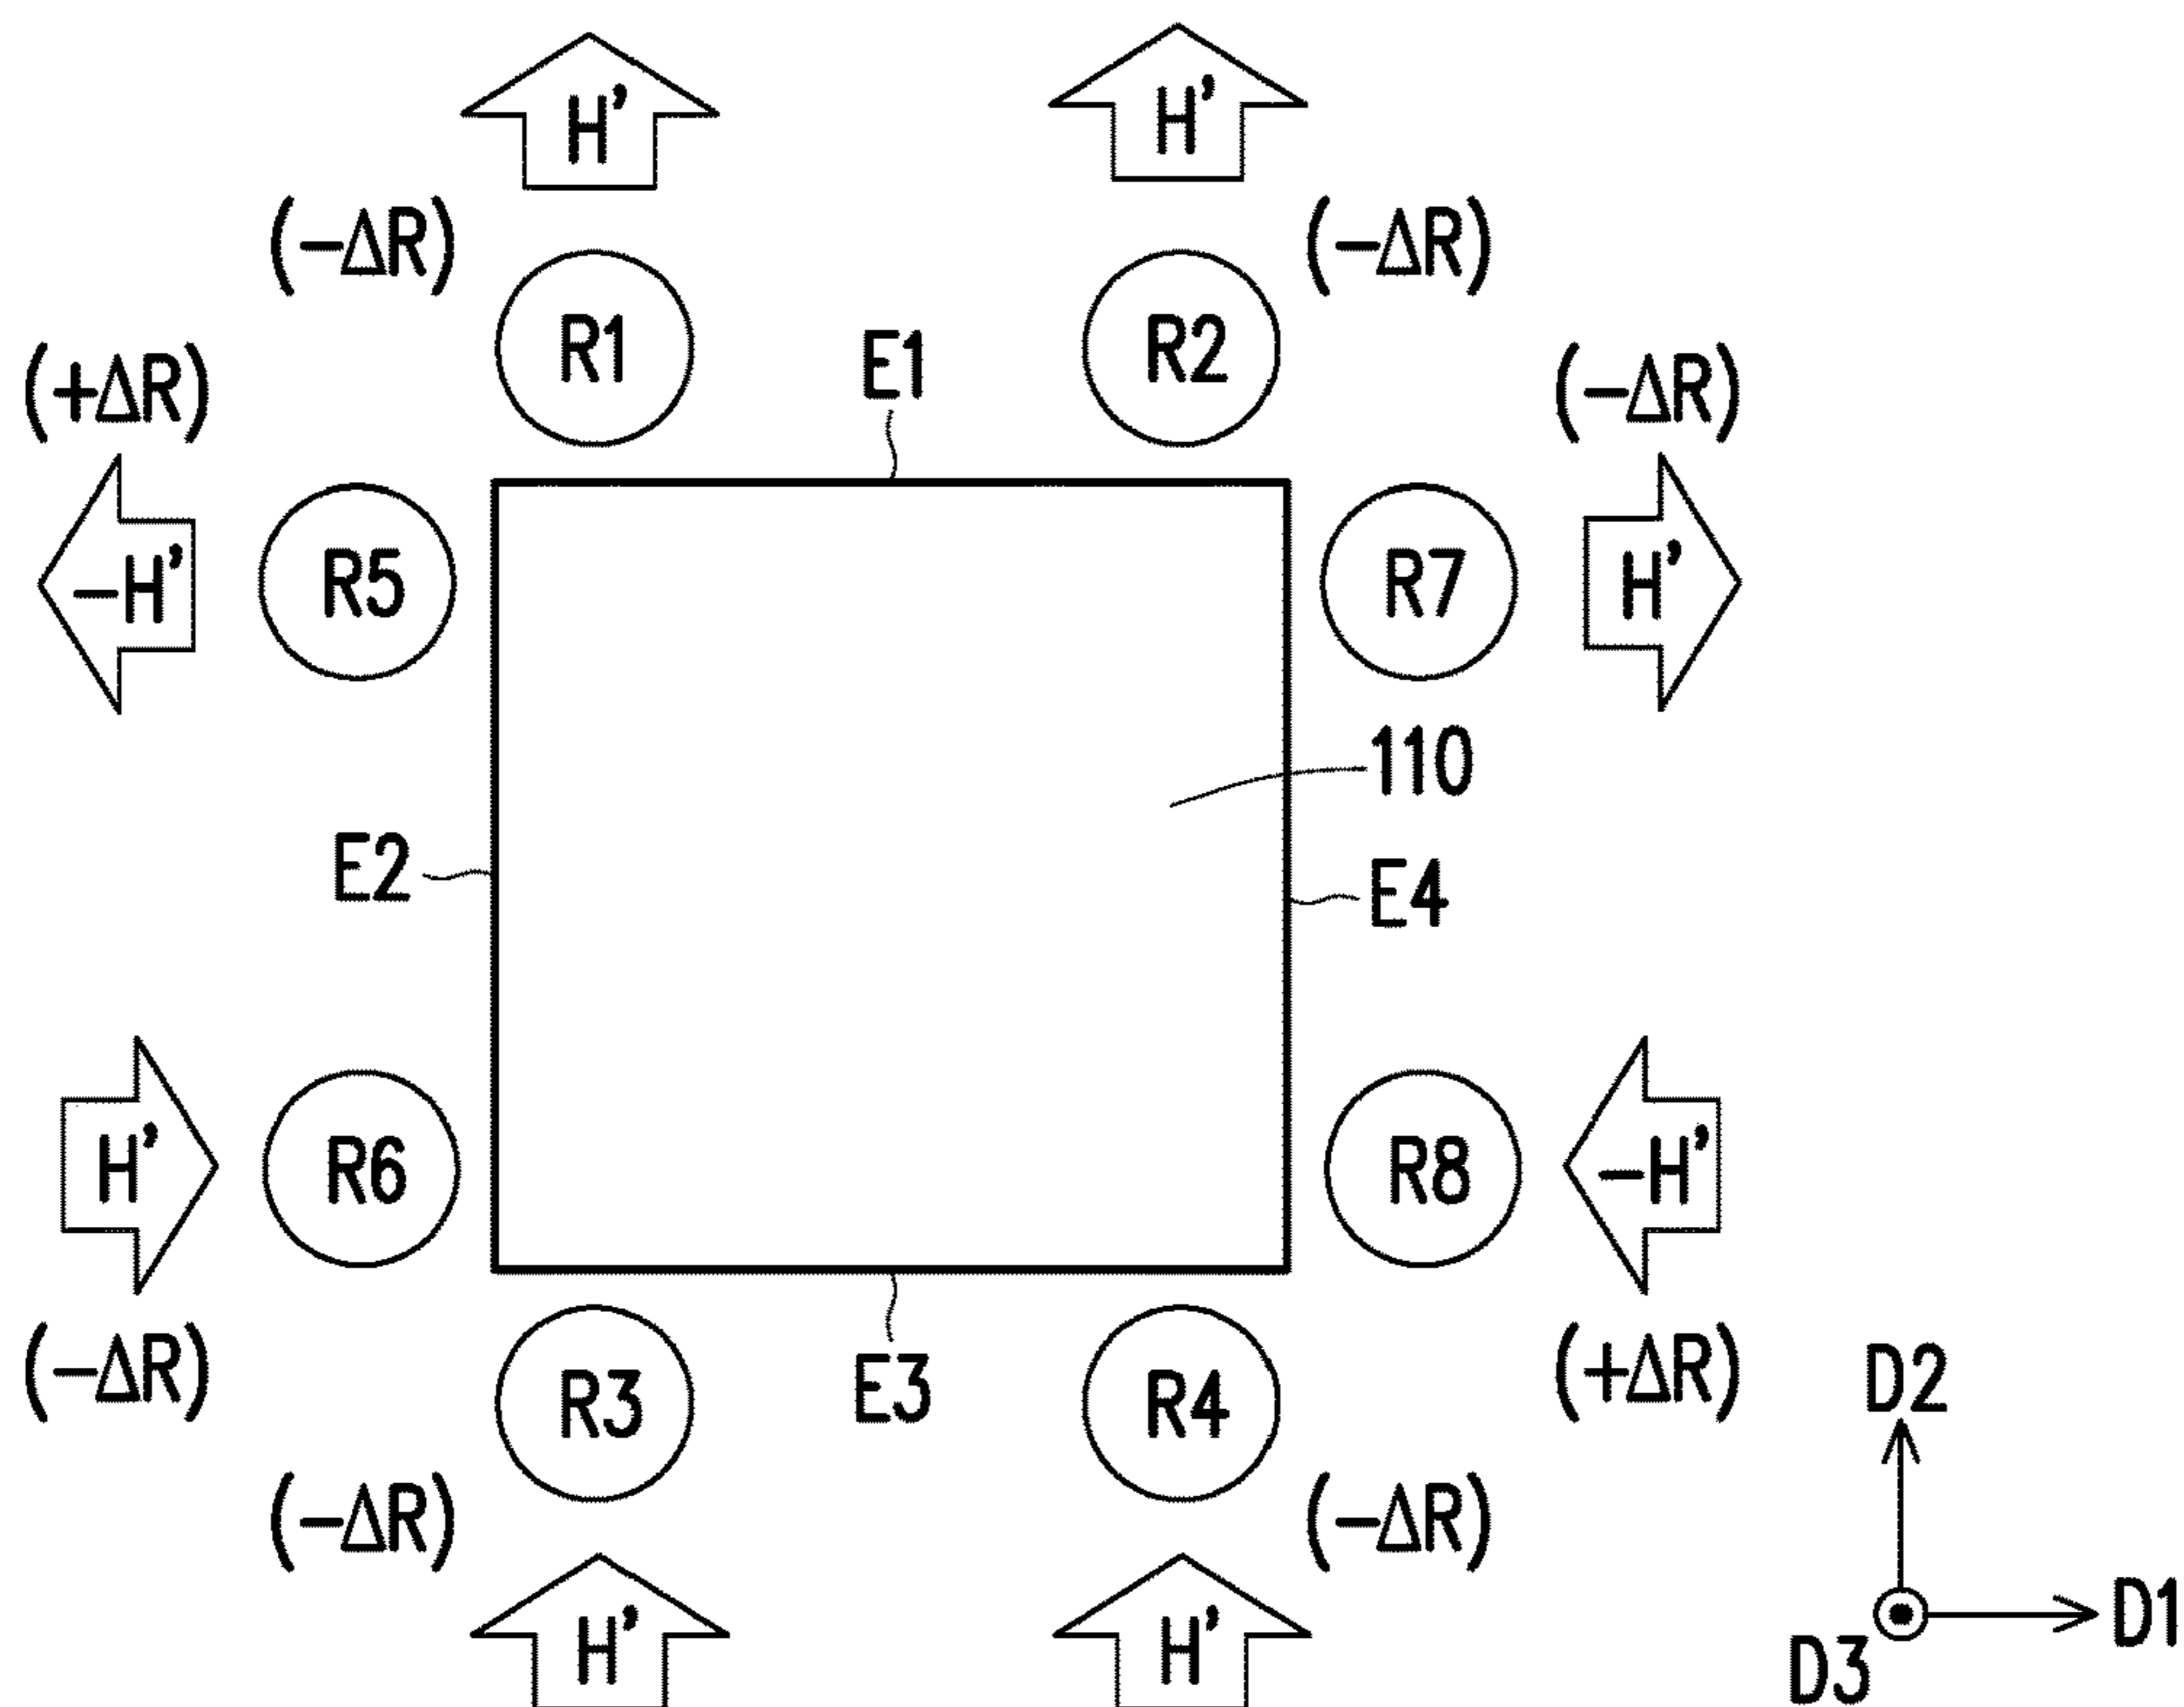 H' H'
(-ΔR) (-ΔR)
R1 E1 R2
(+ΔR) (-ΔR)
-H' R5 R7 H'
110
E2 E4
H' R6 R8 -H'
(-ΔR) (+ΔR)
R3 E3 R4
D2
(-ΔR) (-ΔR)
H' H'
D1
D3